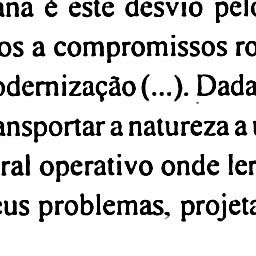 ana é este desvio pelo
os a compromissos ro
odernização (...). Dada
ansportar a natureza a u
ral operativo onde ler
eus problemas, projeta